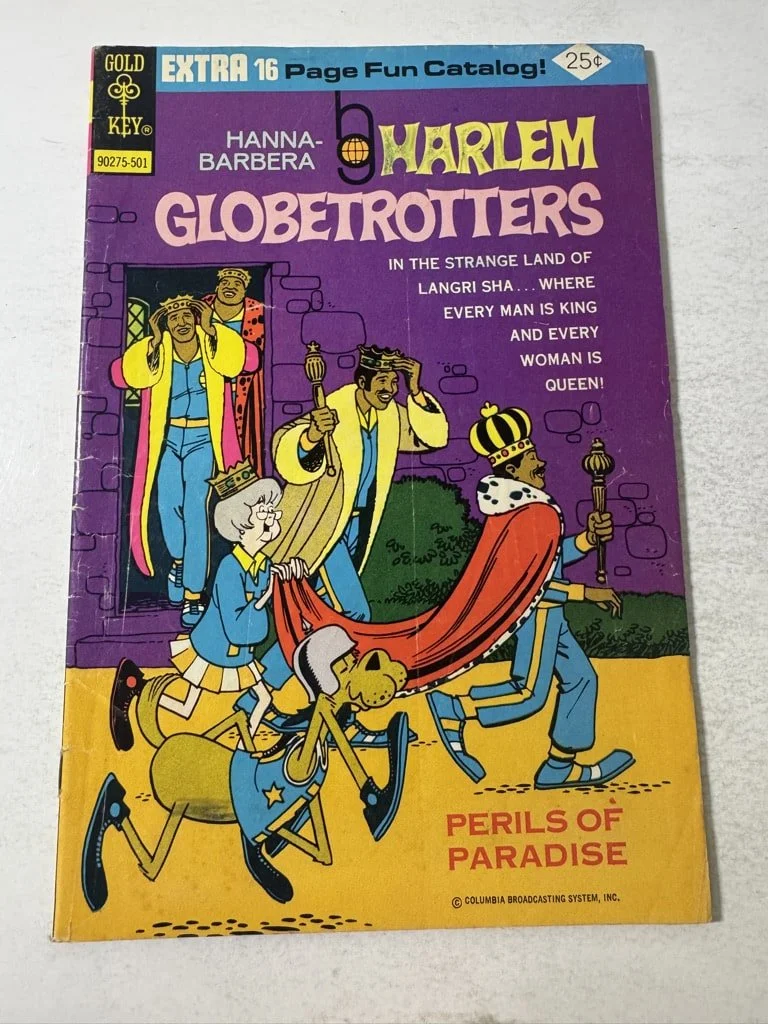 GOLD
KEY®
90275-501
EXTRA 16 Page Fun Catalog!
25¢
HANNA-
BARBERA
hg
HARLEM
GLOBETROTTERS
IN THE STRANGE LAND OF
LANGRI SHA... WHERE
EVERY MAN IS KING
AND EVERY
WOMAN IS
QUEEN!
PERILS OF
PARADISE
© COLUMBIA BROADCASTING SYSTEM, INC.